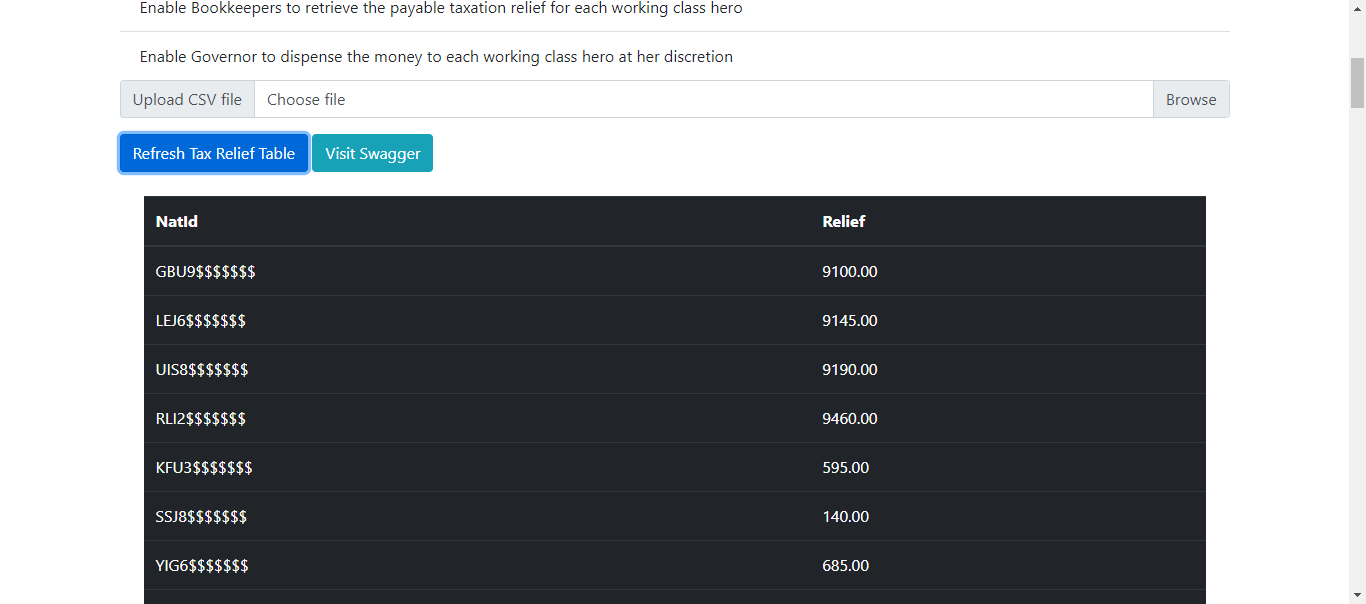 Enable Bookkeepers to retrieve the payable taxation relief for each working class hero
Enable Governor to dispense the money to each working class hero at her discretion
Upload CSV file Choose file Browse
Refresh Tax Relief Table Visit Swagger
NatId Relief
GBU9$$$$$$$ 9100.00
LEJ6$$$$$$$ 9145.00
UIS8$$$$$$$ 9190.00
RLI2$$$$$$$ 9460.00
KFU3$$$$$$$ 595.00
SSJ8$$$$$$$ 140.00
YIG6$$$$$$$ 685.00